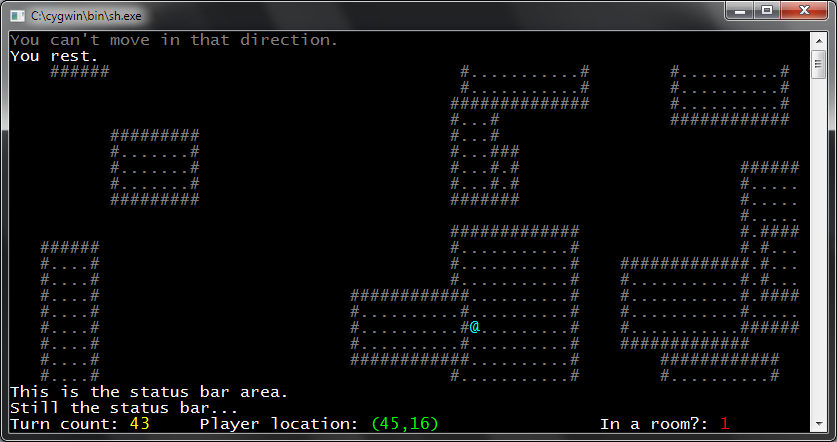 You can't move in that direction.
You rest.
    ######                                   #...........#        #..........#
                                             #...........#        #..........#
                                            ##############        #..........#
                                            #...#                 ############
          #########                         #...#
          #.......#                         #...###
          #.......#                         #...#.#                      ######
          #.......#                         #...#.#                      #.....
          #########                         #######                      #.....
                                                                         #.....
                                            #############                #.####
   ######                                   #...........#                #.#...
   #....#                                   #...........#    #############.#...
   #....#                                   #...........#    #...........#.#
   #....#                         ############..........#    #...........#.####
   #....#                         #..........#..........#    #...........#.....
   #....#                         #..........#@.........#    #...........######
   #....#                         #..........#..........#    #############
   #....#                         ############..........#        ############
   #....#                                   #...........#        #..........#
This is the status bar area.
Still the status bar...
Turn count: 43     Player location: (45,16)                In a room?: 1
C:\cygwin\bin\sh.exe